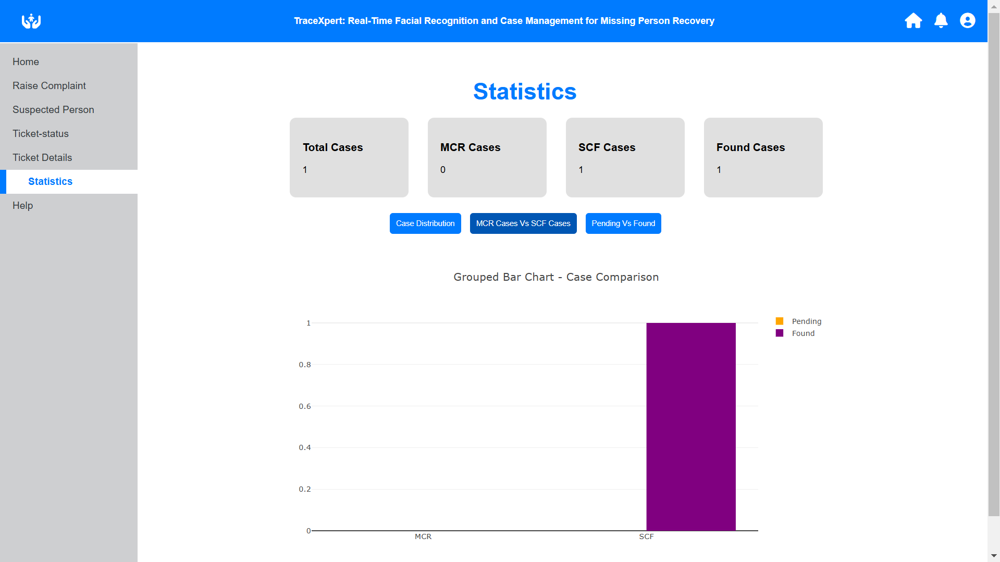 TraceXpert: Real-Time Facial Recognition and Case Management for Missing Person Recovery
Home
Raise Complaint
Suspected Person
Ticket-status
Ticket Details
Statistics
Help
Statistics
Total Cases
1
MCR Cases
0
SCF Cases
1
Found Cases
1
Case Distribution
MCR Cases Vs SCF Cases
Pending Vs Found
Grouped Bar Chart - Case Comparison
1
0.8
0.6
0.4
0.2
0
MCR
SCF
Pending
Found